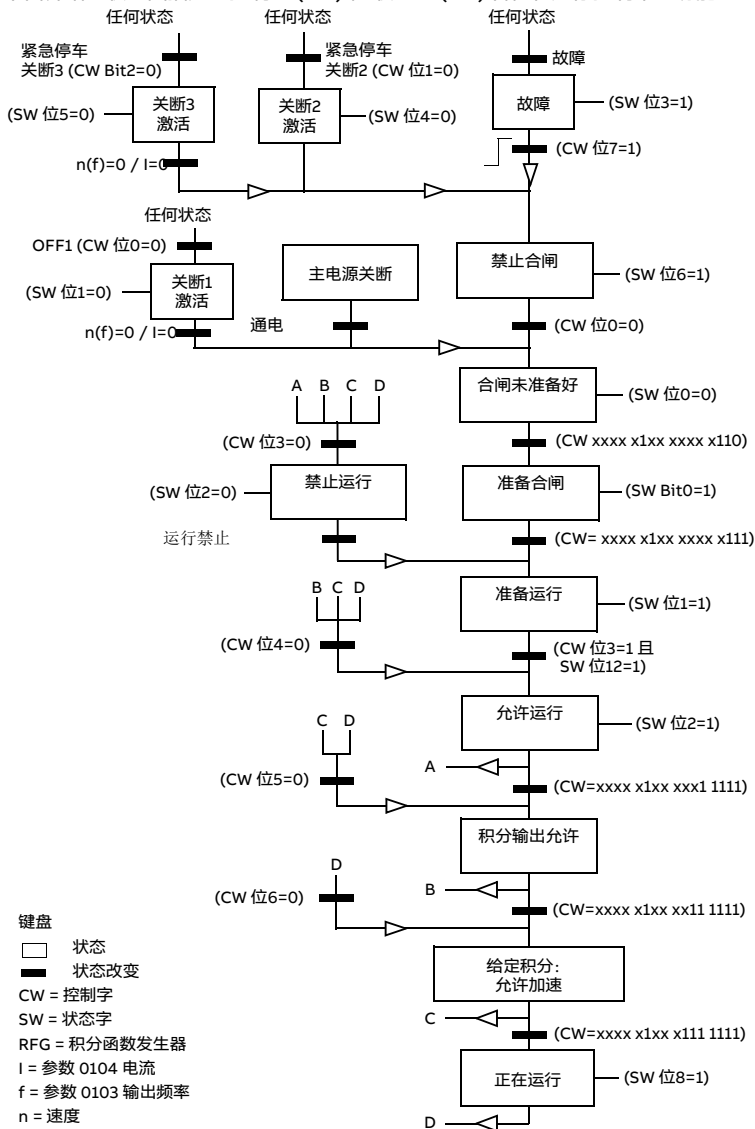 任何状态
任何状态
任何状态
紧急停车
关断3 (CW Bit2=0)
紧急停车
关断2 (CW 位1=0)
故障
(SW 位5=0)
关断3
激活
关断2
激活
(SW 位4=0)
故障
(SW 位3=1)
n(f)=0 / I=0
(CW 位7=1)
任何状态
OFF1 (CW 位0=0)
(SW 位1=0)
关断1
激活
主电源关断
禁止合闸
(SW 位6=1)
n(f)=0 / I=0
通电
(CW 位0=0)
A B C D
合闸未准备好
(SW 位0=0)
(CW 位3=0)
(CW xxxx x1xx xxxx x110)
(SW 位2=0)
禁止运行
准备合闸
(SW Bit0=1)
运行禁止
(CW= xxxx x1xx xxxx x111)
B C D
准备运行
(SW 位1=1)
(CW 位4=0)
(CW 位3=1 且
SW 位12=1)
C D
允许运行
(SW 位2=1)
A
(CW 位5=0)
(CW=xxxx x1xx xxx1 1111)
积分输出允许
D
B
(CW 位6=0)
(CW=xxxx x1xx xx11 1111)
给定积分:
允许加速
C
(CW=xxxx x1xx x111 1111)
正在运行
(SW 位8=1)
D
键盘
状态
状态改变
CW = 控制字
SW = 状态字
RFG = 积分函数发生器
I = 参数 0104 电流
f = 参数 0103 输出频率
n = 速度